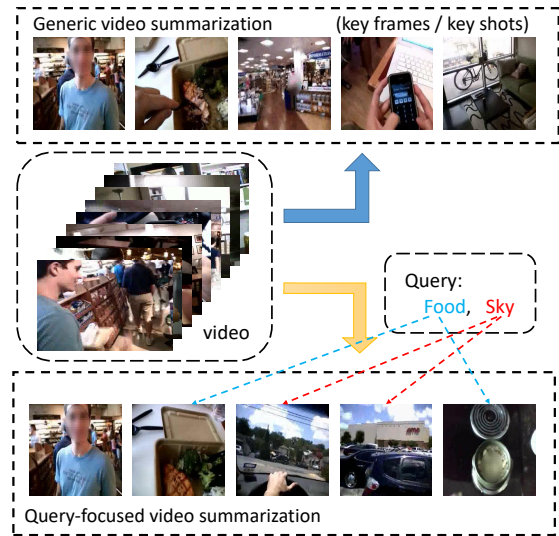 Generic video summarization (key frames / key shots)
video
Query:
Food, Sky
Query-focused video summarization